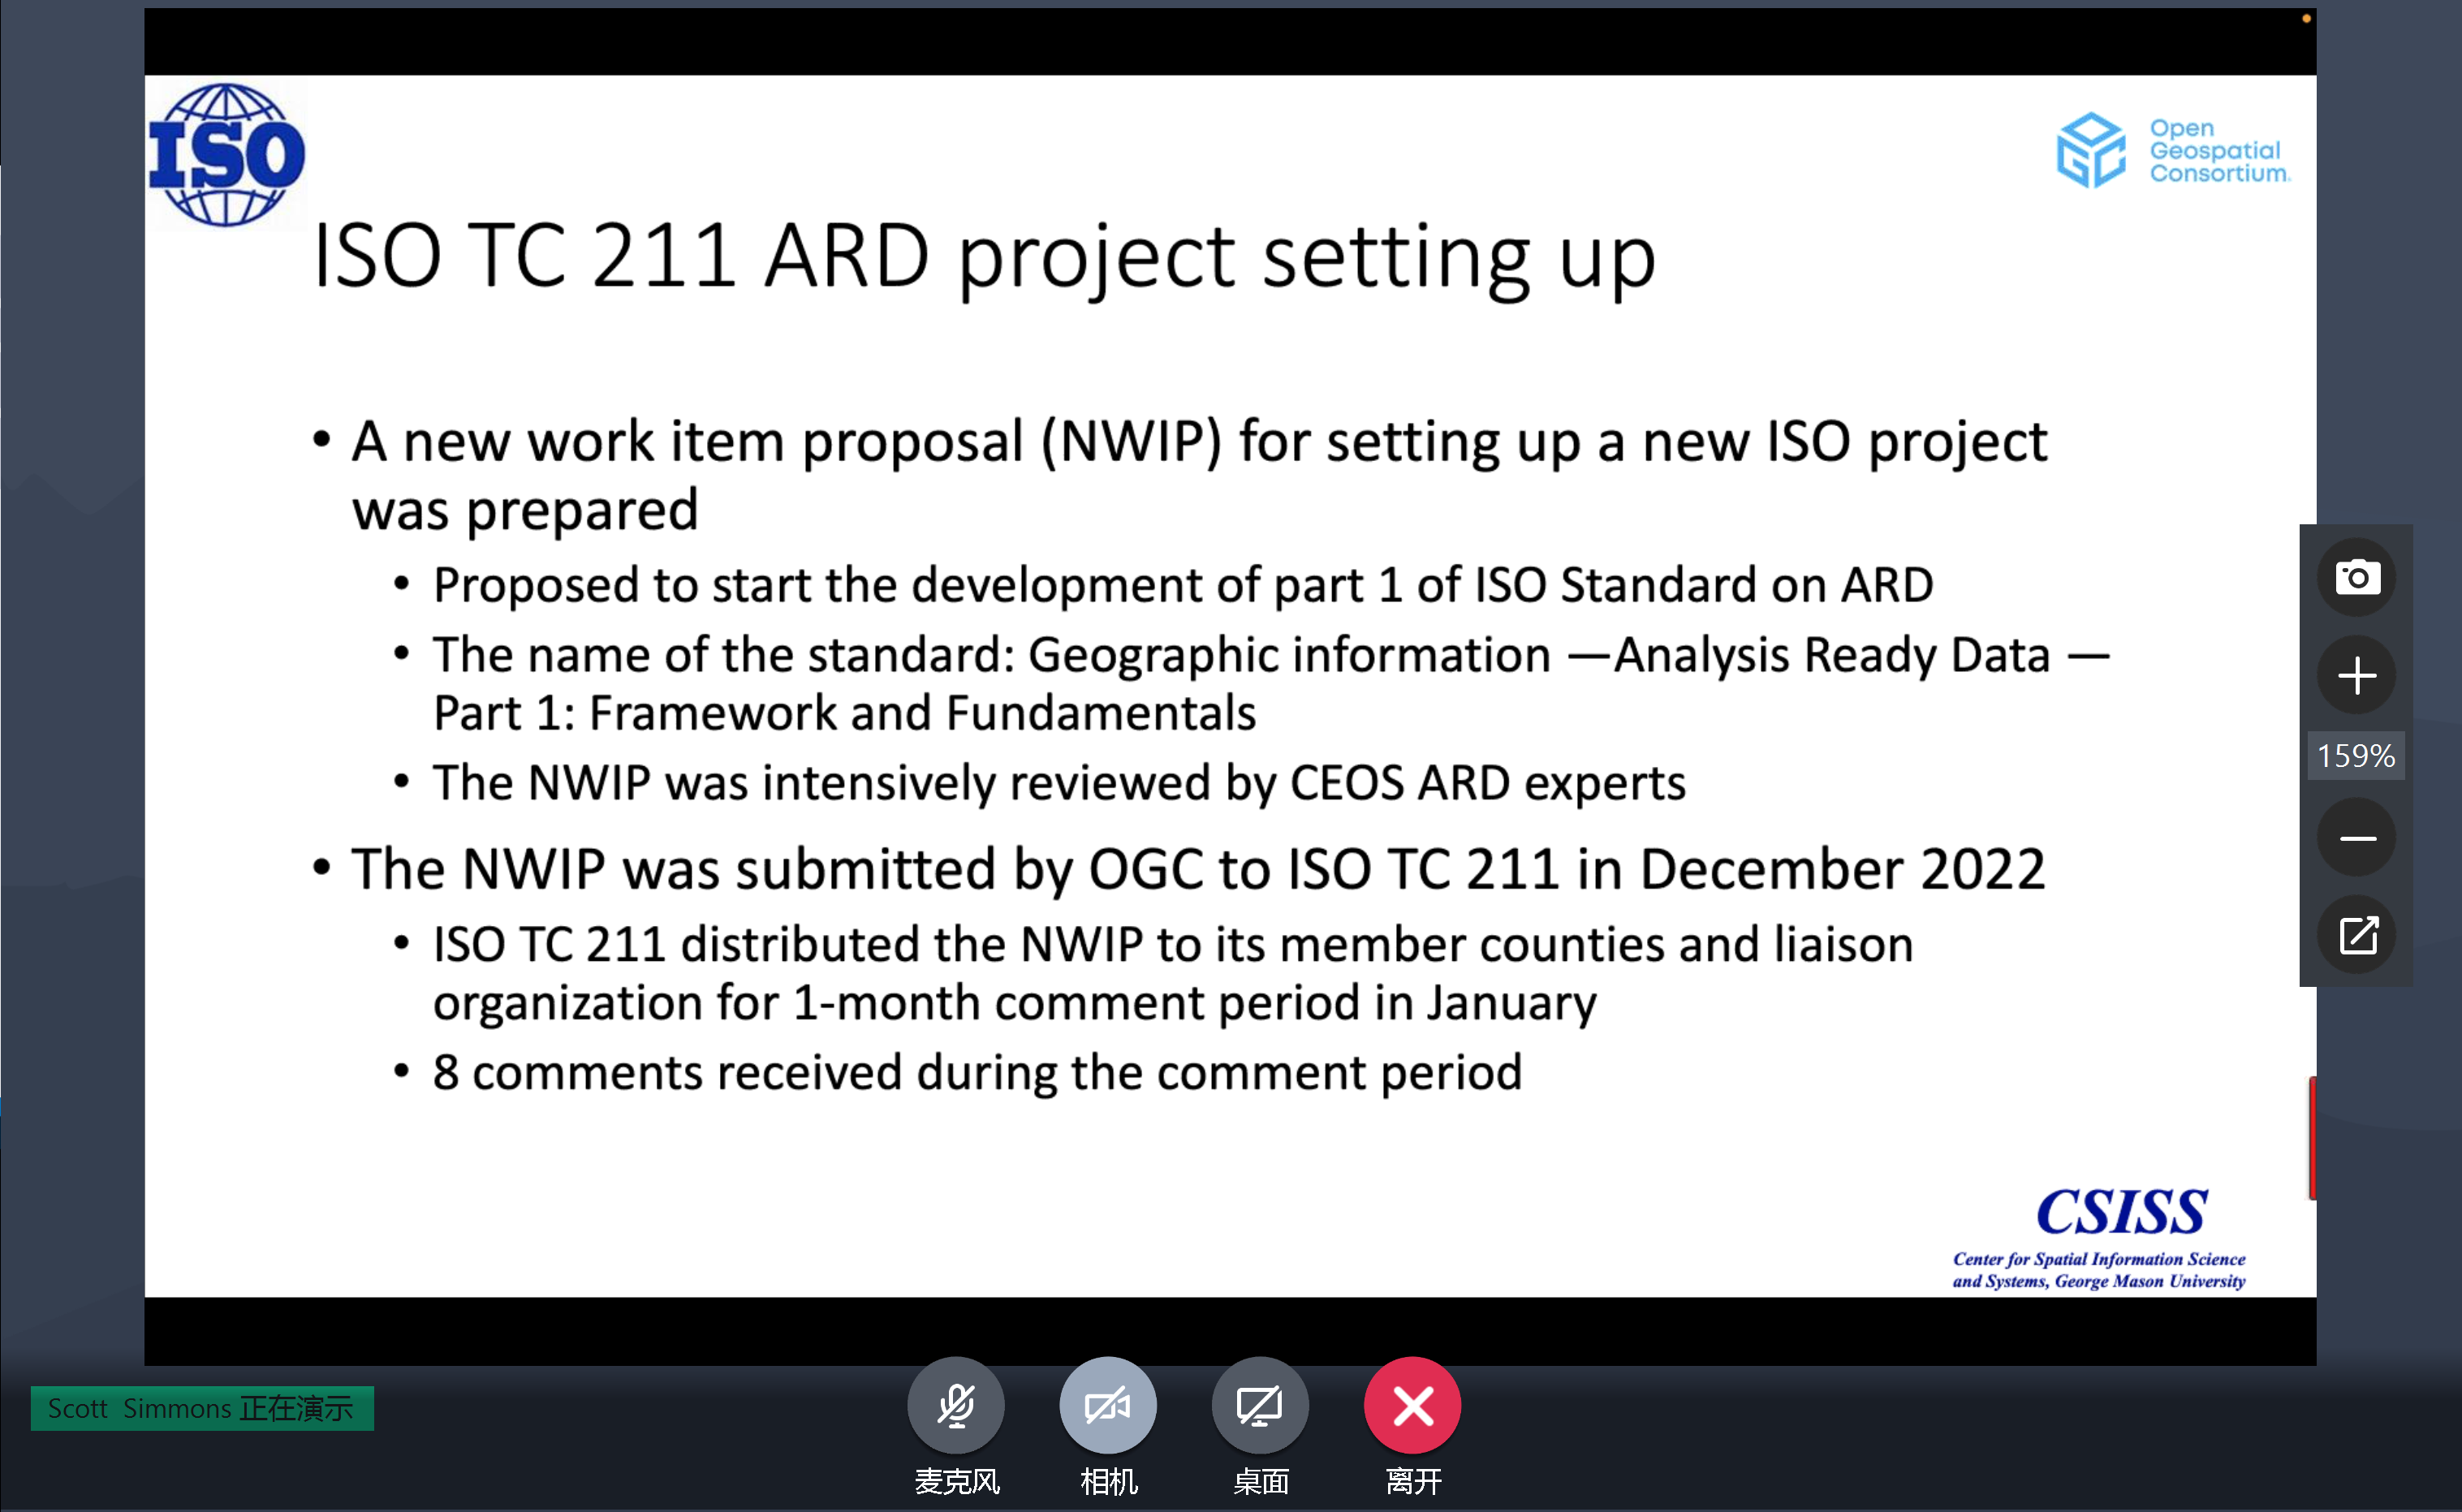 ISO
Open
Geospatial
Consortium.
ISO TC 211 ARD project setting up
• A new work item proposal (NWIP) for setting up a new ISO project
was prepared
• Proposed to start the development of part 1 of ISO Standard on ARD
• The name of the standard: Geographic information —Analysis Ready Data —
Part 1: Framework and Fundamentals
• The NWIP was intensively reviewed by CEOS ARD experts
• The NWIP was submitted by OGC to ISO TC 211 in December 2022
• ISO TC 211 distributed the NWIP to its member counties and liaison
organization for 1-month comment period in January
• 8 comments received during the comment period
159%
CSISS
Center for Spatial Information Science
and Systems, George Mason University
Scott Simmons 正在演示
麦克风 相机 桌面 离开